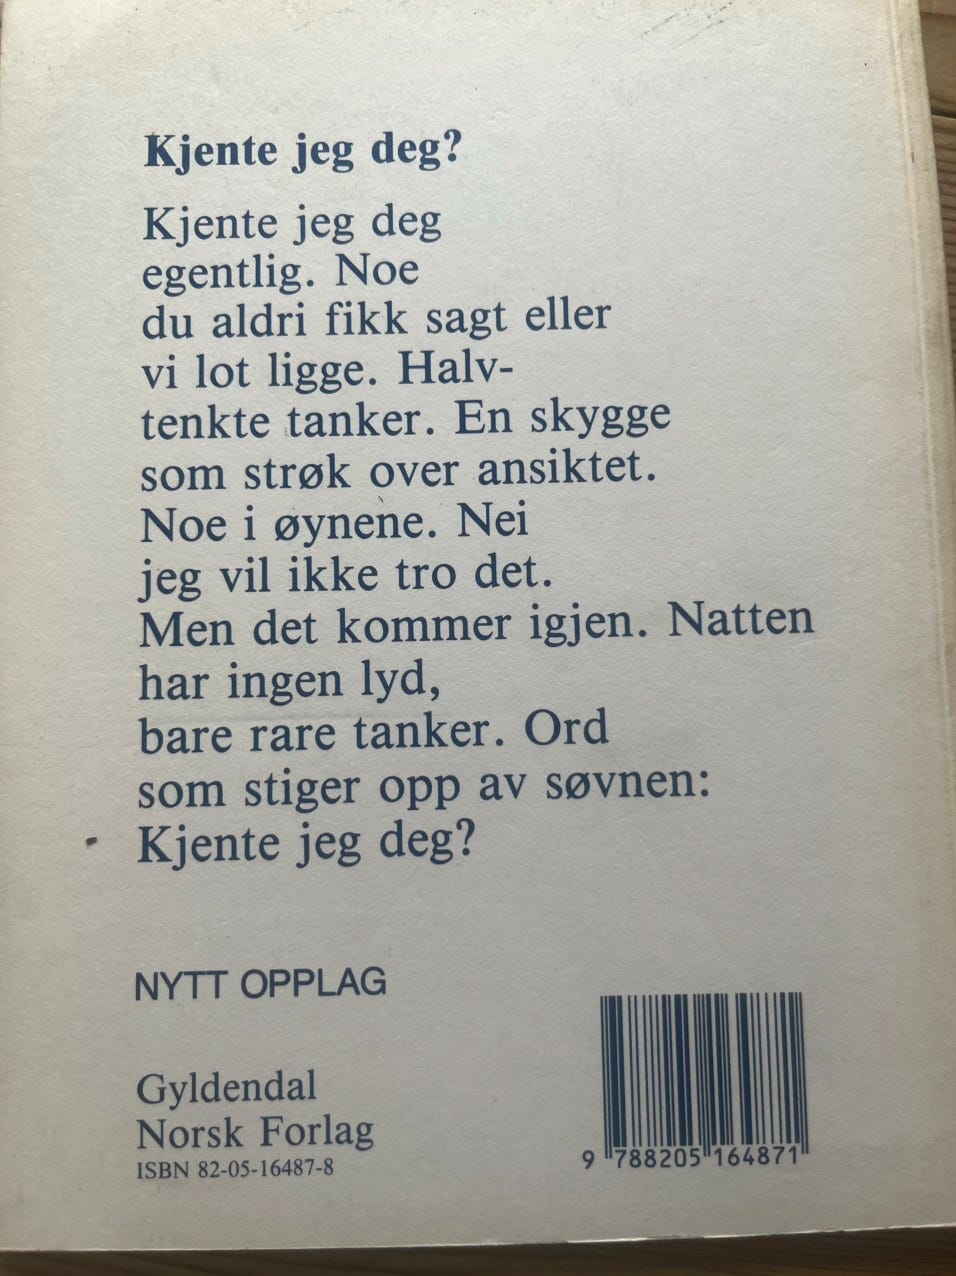 Kjente jeg deg?
Kjente jeg deg
egentlig. Noe
du aldri fikk sagt eller
vi lot ligge. Halv-
tenkte tanker. En skygge
som strøk over ansiktet.
Noe i øynene. Nei
jeg vil ikke tro det.
Men det kommer igjen. Natten
har ingen lyd,
bare rare tanker. Ord
som stiger opp av søvnen:
Kjente jeg deg?
NYTT OPPLAG
Gyldendal
Norsk Forlag
ISBN 82-05-16487-8
9 788205 164871